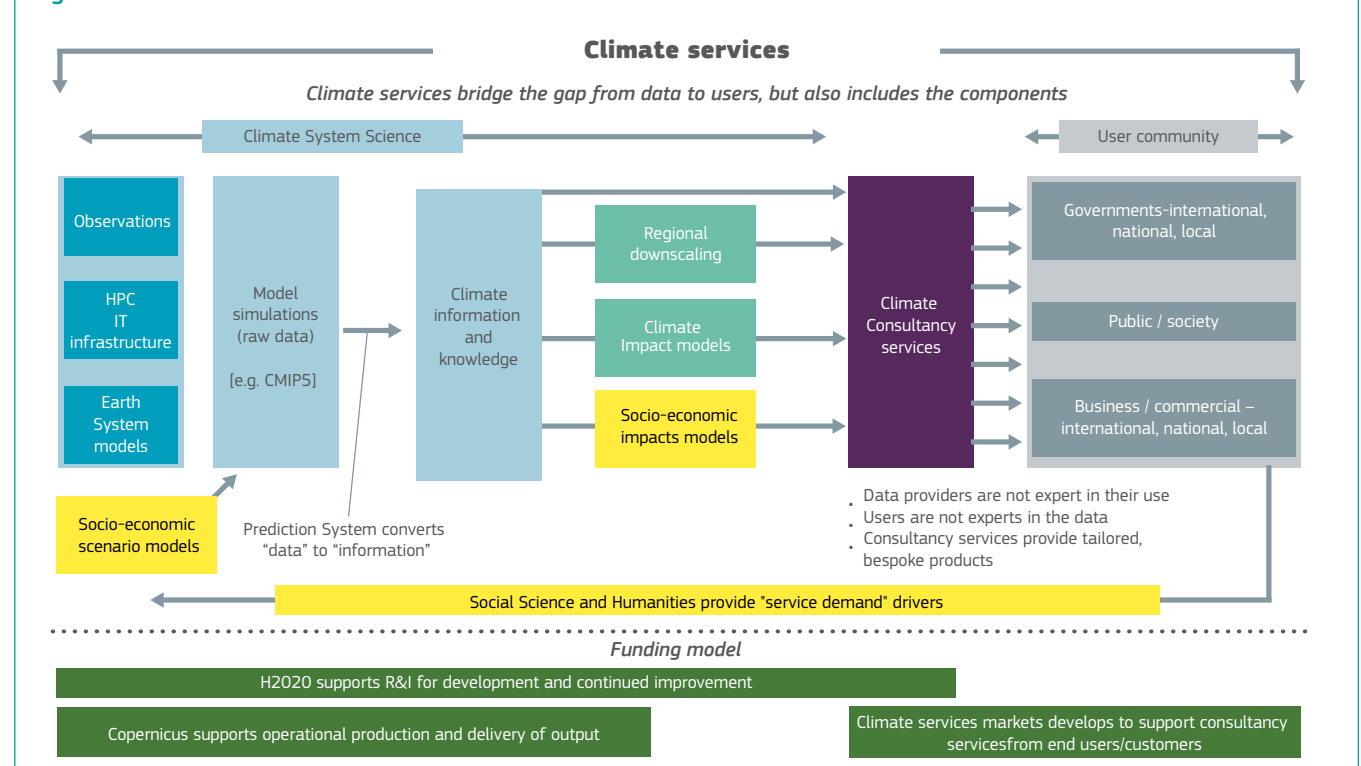 Climate services
Climate services bridge the gap from data to users, but also includes the components
Climate System Science
User community
Observations
HPC
IT
infrastructure
Earth
System
models
Model
simulations
(raw data)
[e.g. CMIP5]
Climate
information
and
knowledge
Regional
downscaling
Climate
Impact models
Socio-economic
impacts models
Climate
Consultancy
services
Governments-international,
national, local
Public / society
Business / commercial –
international, national, local
Socio-economic
scenario models
Prediction System converts
“data” to “information”
· Data providers are not expert in their use
· Users are not experts in the data
· Consultancy services provide tailored,
bespoke products
Social Science and Humanities provide "service demand" drivers
Funding model
H2020 supports R&I for development and continued improvement
Copernicus supports operational production and delivery of output
Climate services markets develops to support consultancy
servicesfrom end users/customers